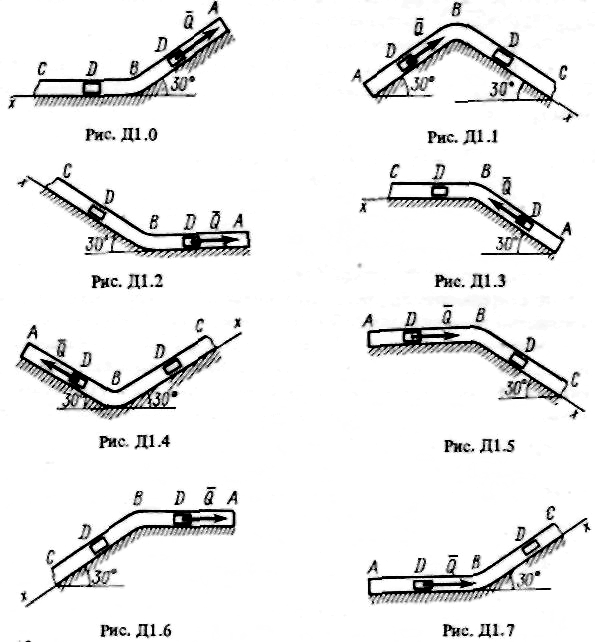 C D B D Q̄ A
x 30°
Рис. Д1.0
A D Q̄ B D C
30° 30° x
Рис. Д1.1
x C D B D Q̄ A
30°
Рис. Д1.2
C D B Q̄ D A
x 30°
Рис. Д1.3
A Q̄ D B D C x
30° 30°
Рис. Д1.4
A D Q̄ B D C
30° x
Рис. Д1.5
B D Q̄ A
C D
x 30°
Рис. Д1.6
A D Q̄ B D C x
30°
Рис. Д1.7